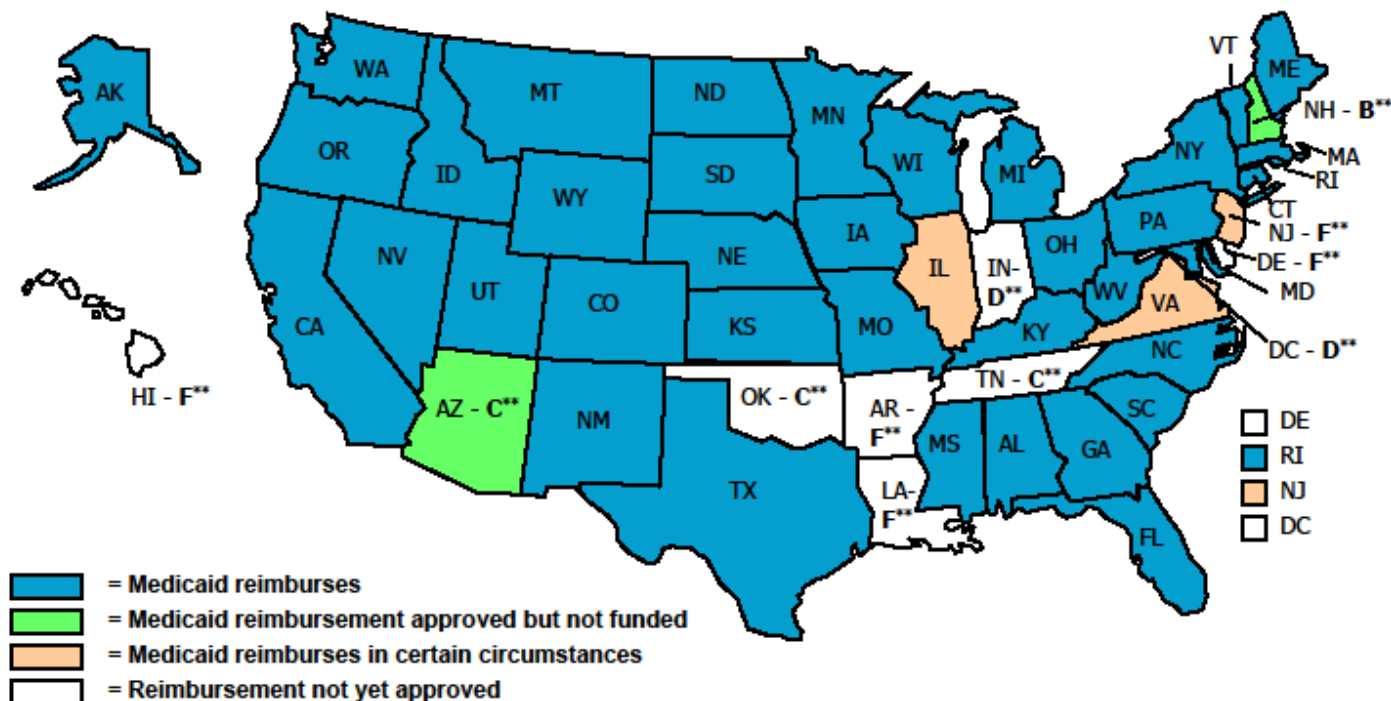 VT
ME
WA
AK
MT
ND
MN
NH - B**
OR
ID
SD
WI
MI
NY
MA
RI
WY
CT
PA
NJ - F**
IA
OH
NE
NV
IL
IN-
D**
DE - F**
UT
MD
CO
WV
VA
CA
KS
MO
KY
DC - D**
NC
TN - C**
HI - F**
OK - C**
AZ - C**
AR -
F**
NM
SC
MS
AL
GA
DE
RI
TX
LA-
F**
NJ
FL
DC
= Medicaid reimburses
= Medicaid reimbursement approved but not funded
= Medicaid reimburses in certain circumstances
= Reimbursement not yet approved